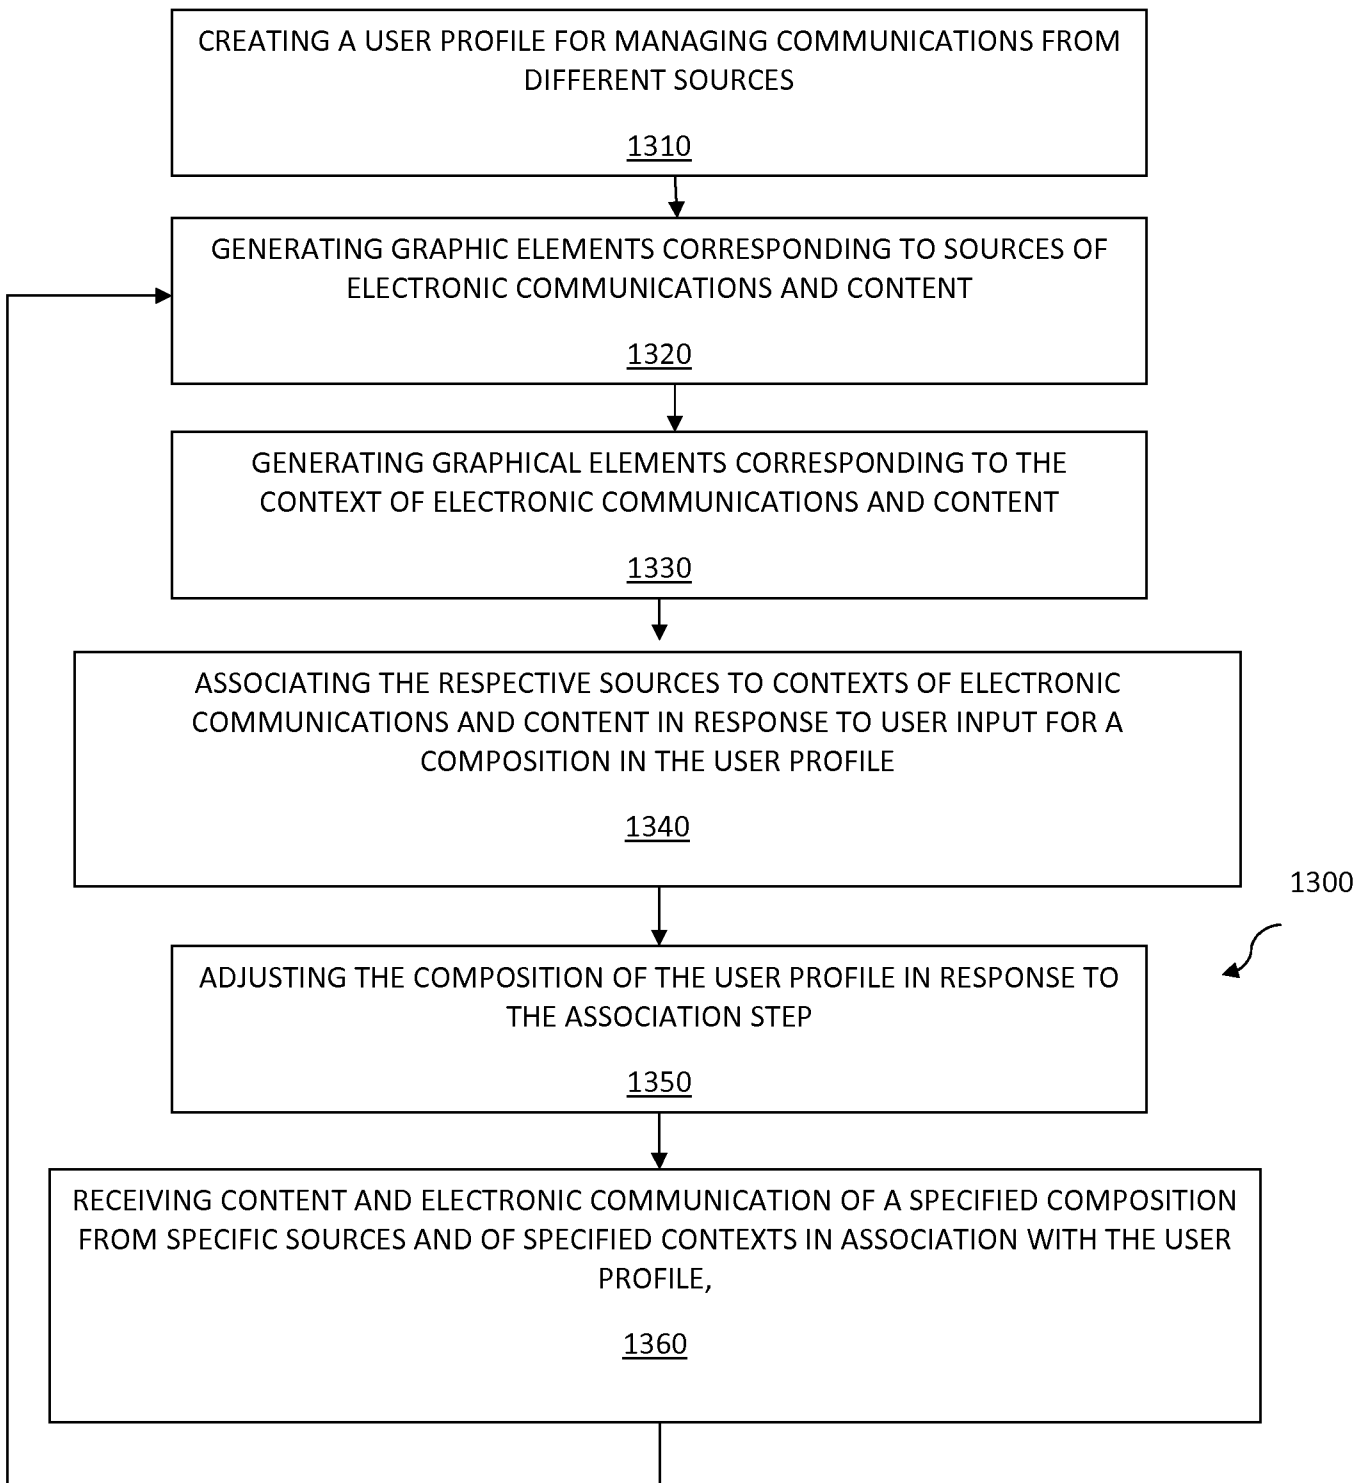 CREATING A USER PROFILE FOR MANAGING COMMUNICATIONS FROM
DIFFERENT SOURCES
1310
GENERATING GRAPHIC ELEMENTS CORRESPONDING TO SOURCES OF
ELECTRONIC COMMUNICATIONS AND CONTENT
1320
GENERATING GRAPHICAL ELEMENTS CORRESPONDING TO THE
CONTEXT OF ELECTRONIC COMMUNICATIONS AND CONTENT
1330
ASSOCIATING THE RESPECTIVE SOURCES TO CONTEXTS OF ELECTRONIC
COMMUNICATIONS AND CONTENT IN RESPONSE TO USER INPUT FOR A
COMPOSITION IN THE USER PROFILE
1340
1300
ADJUSTING THE COMPOSITION OF THE USER PROFILE IN RESPONSE TO
THE ASSOCIATION STEP
1350
RECEIVING CONTENT AND ELECTRONIC COMMUNICATION OF A SPECIFIED COMPOSITION
FROM SPECIFIC SOURCES AND OF SPECIFIED CONTEXTS IN ASSOCIATION WITH THE USER
PROFILE,
1360